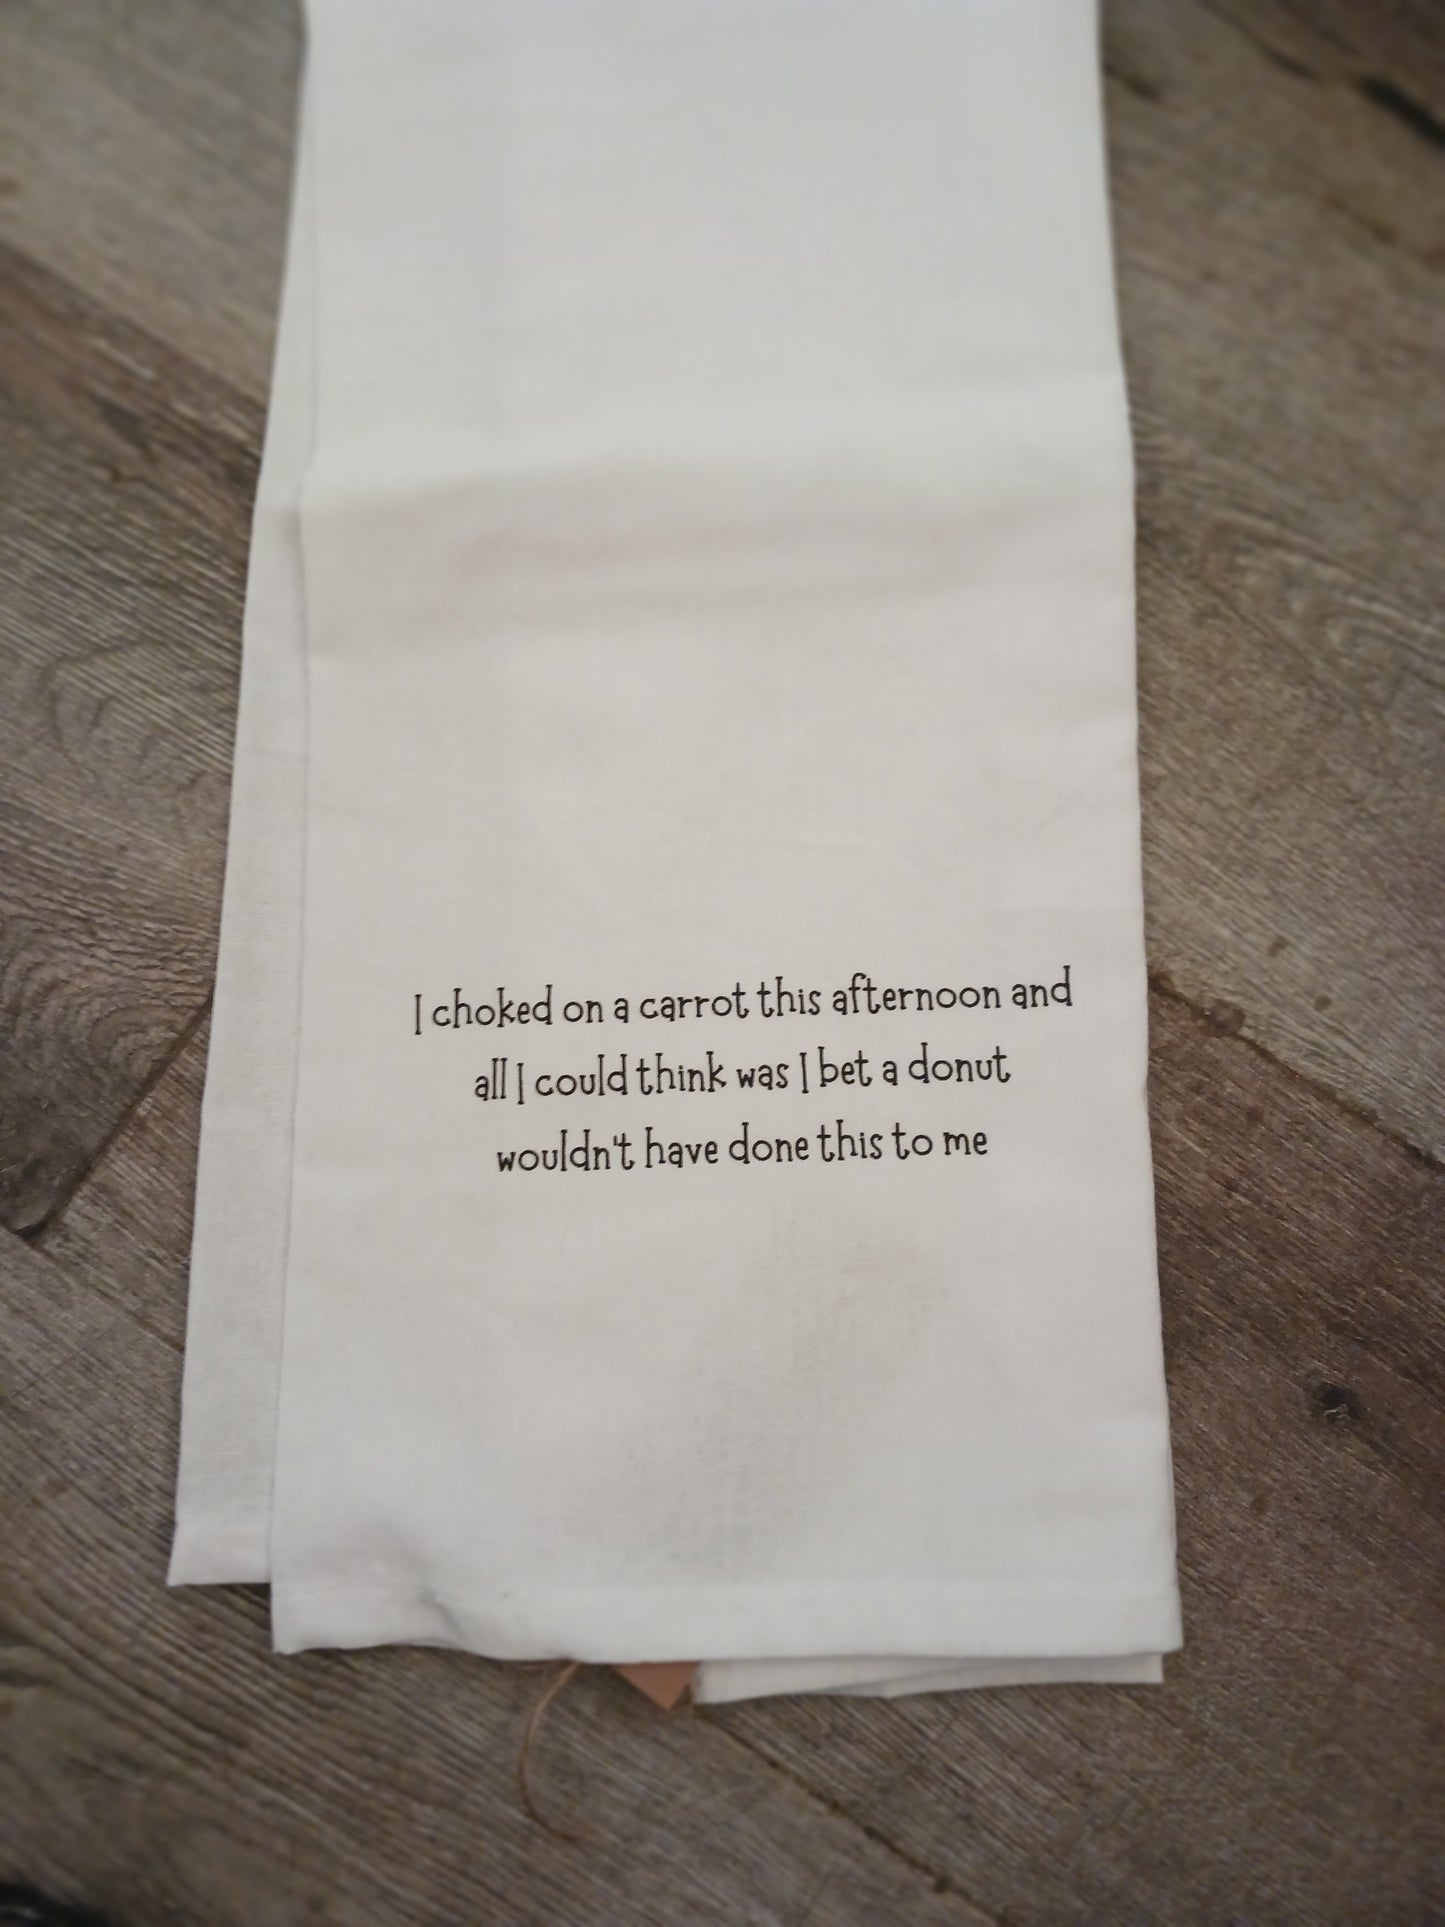 I choked on a carrot this afternoon and
all I could think was I bet a donut
wouldn't have done this to me